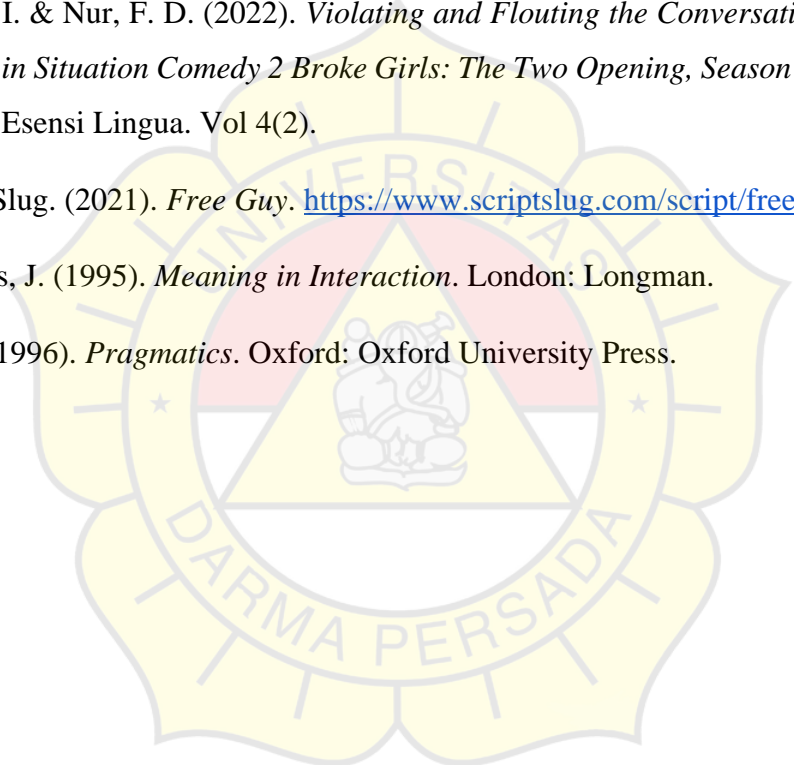 I. & Nur, F. D. (2022). Violating and Flouting the Conversati
in Situation Comedy 2 Broke Girls: The Two Opening, Season
Esensi Lingua. Vol 4(2).
Slug. (2021). Free Guy. https://www.scriptslug.com/script/free
s, J. (1995). Meaning in Interaction. London: Longman.
1996). Pragmatics. Oxford: Oxford University Press.
UNIVERSITAS
DARMA PERSADA